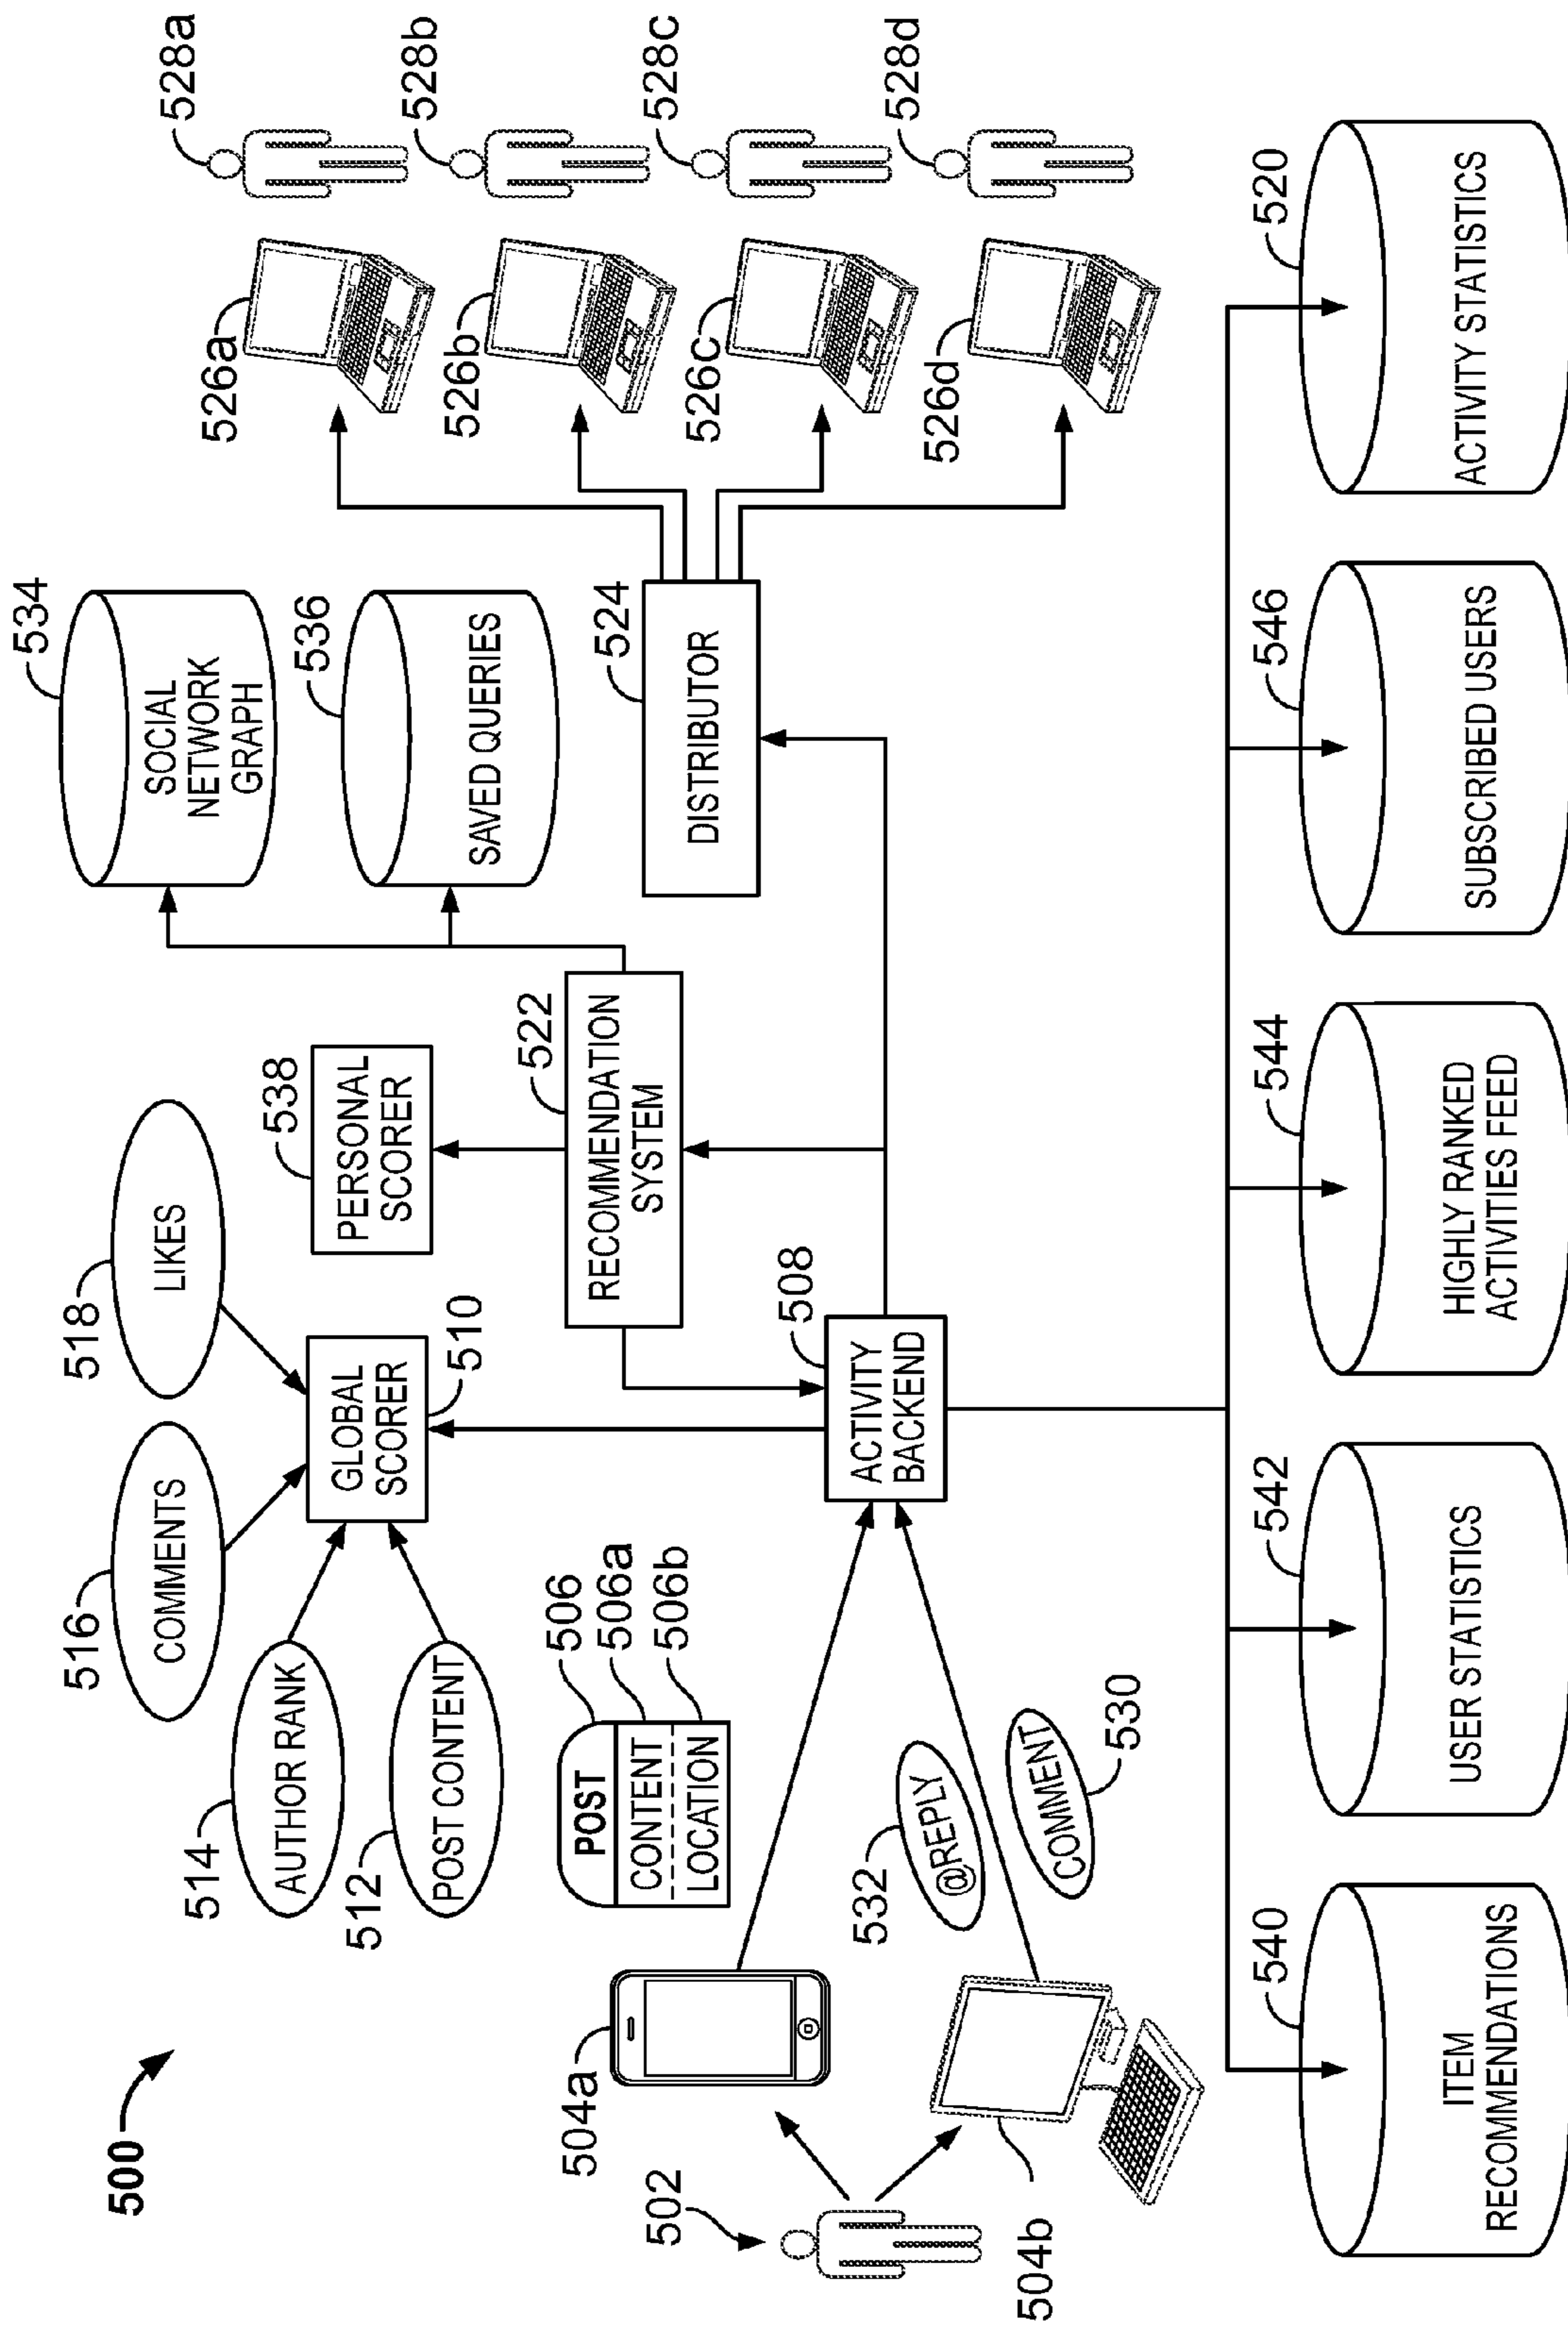 500
516
COMMENTS
518
LIKES
514
AUTHOR RANK
512
POST CONTENT
GLOBAL
SCORER
510
538
PERSONAL
SCORER
534
SOCIAL
NETWORK
GRAPH
536
SAVED QUERIES
528a
528b
528c
528d
526a
526b
526c
526d
522
RECOMMENDATION
SYSTEM
524
DISTRIBUTOR
POST
CONTENT
LOCATION
506
506a
506b
504a
502
504b
532
@REPLY
COMMENT
530
508
ACTIVITY
BACKEND
540
ITEM
RECOMMENDATIONS
542
USER STATISTICS
544
HIGHLY RANKED
ACTIVITIES FEED
546
SUBSCRIBED USERS
520
ACTIVITY STATISTICS